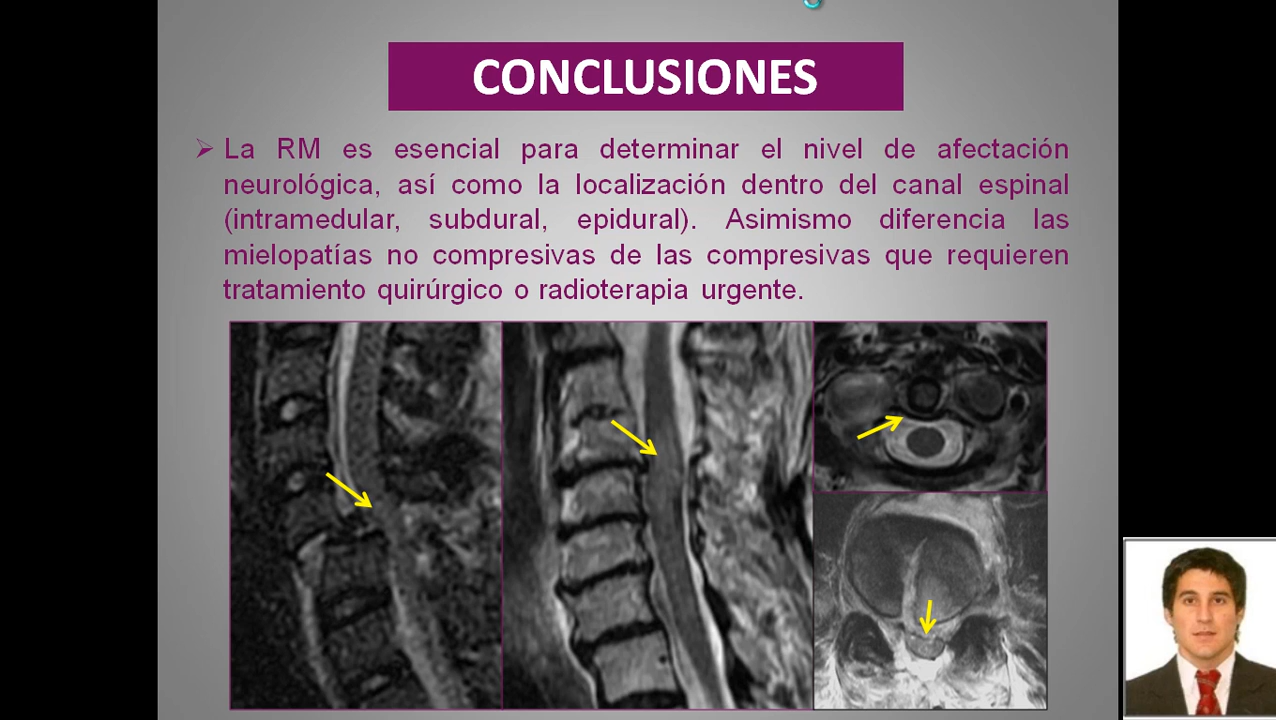 CONCLUSIONES
La RM es esencial para determinar el nivel de afectación
neurológica, así como la localización dentro del canal espinal
(intramedular, subdural, epidural). Asimismo diferencia las
mielopatías no compresivas de las compresivas que requieren
tratamiento quirúrgico o radioterapia urgente.